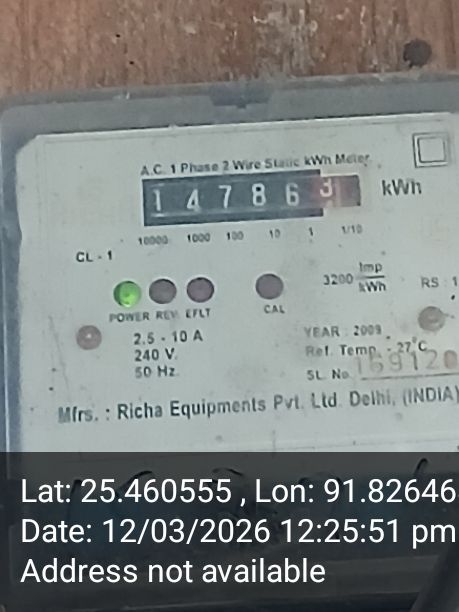 A.C. 1 Phase 2 Wire Static kWh Meter
1 4 7 8 6 3 kWh
10000 1000 100 10 1 1/10
CL - 1
3200 Imp/kWh
RS : 1
POWER REV. EFLT CAL
2.5 - 10 A
240 V.
50 Hz.
YEAR : 2009
Ref. Temp. : 27°C
SL. No. 169120
Mfrs. : Richa Equipments Pvt. Ltd. Delhi, (INDIA)
Lat: 25.460555 , Lon: 91.82646
Date: 12/03/2026 12:25:51 pm
Address not available